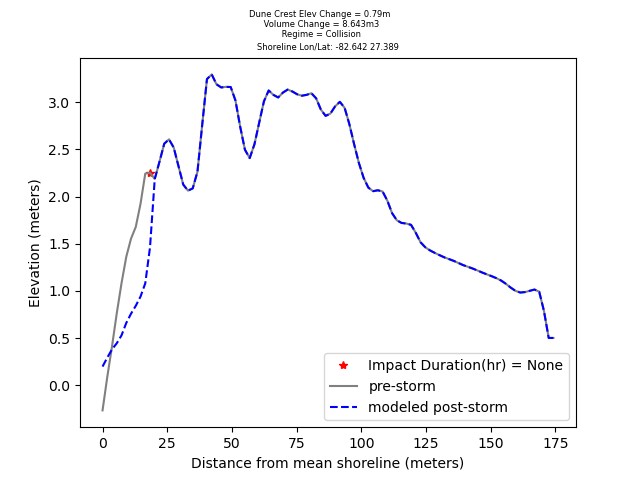 Dune Crest Elev Change = 0.79m
Volume Change = 8.643m3
Regime = Collision
Shoreline Lon/Lat: -82.642 27.389
3.0
2.5
2.0
1.5
1.0
0.5
0.0
Elevation (meters)
Impact Duration(hr) = None
pre-storm
modeled post-storm
0 25 50 75 100 125 150 175
Distance from mean shoreline (meters)